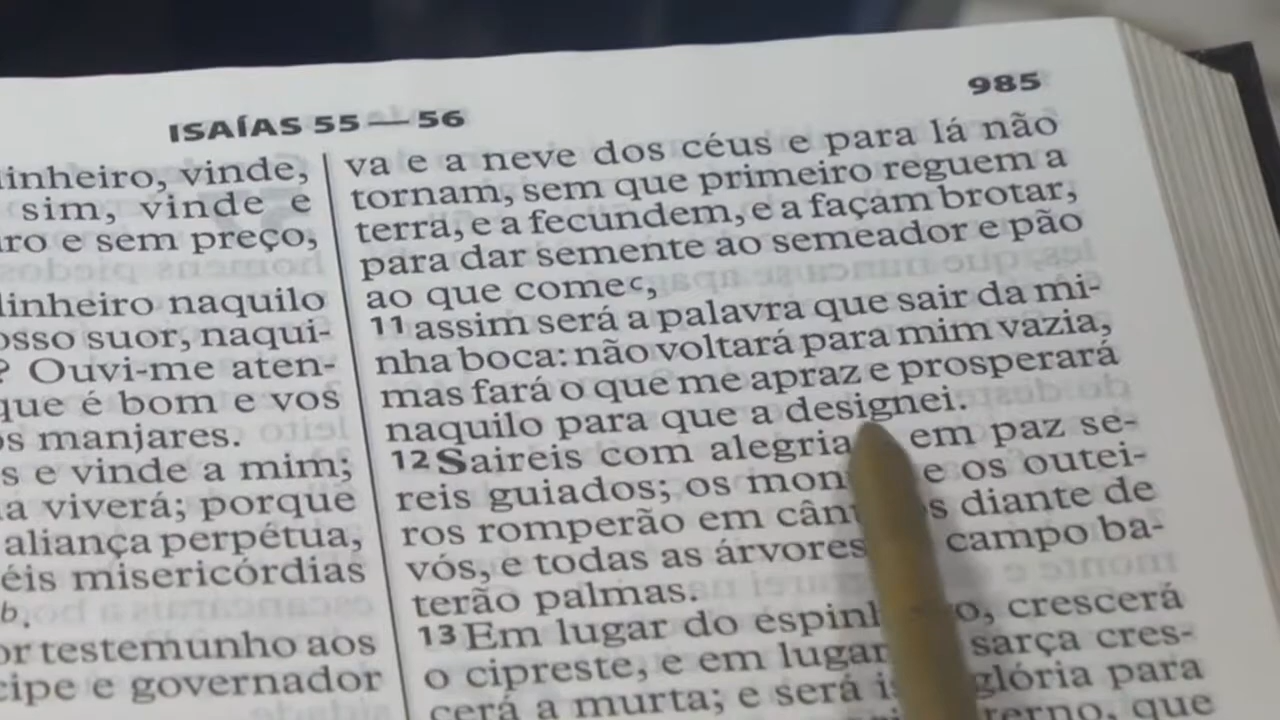 ISAÍAS 55 — 56
985
inheiro, vinde,
sim, vinde e
ro e sem preço,
inheiro naquilo
osso suor, naqui-
? Ouvi-me aten-
que é bom e vos
s manjares.
s e vinde a mim;
a viverá; porque
aliança perpétua,
éis misericórdias
b.
or testemunho aos
cipe e governador
va e a neve dos céus e para lá não
tornam, sem que primeiro reguem a
terra, e a fecundem, e a façam brotar,
para dar semente ao semeador e pão
ao que come c,
11 assim será a palavra que sair da mi-
nha boca: não voltará para mim vazia,
mas fará o que me apraz e prosperará
naquilo para que a designei.
12 Saireis com alegria em paz se-
reis guiados; os mon e os outei-
ros romperão em cânt s diante de
vós, e todas as árvores campo ba-
terão palmas.
13 Em lugar do espinh o, crescerá
o cipreste, e em lugar sarça cres-
cerá a murta; e será is glória para
terno, que